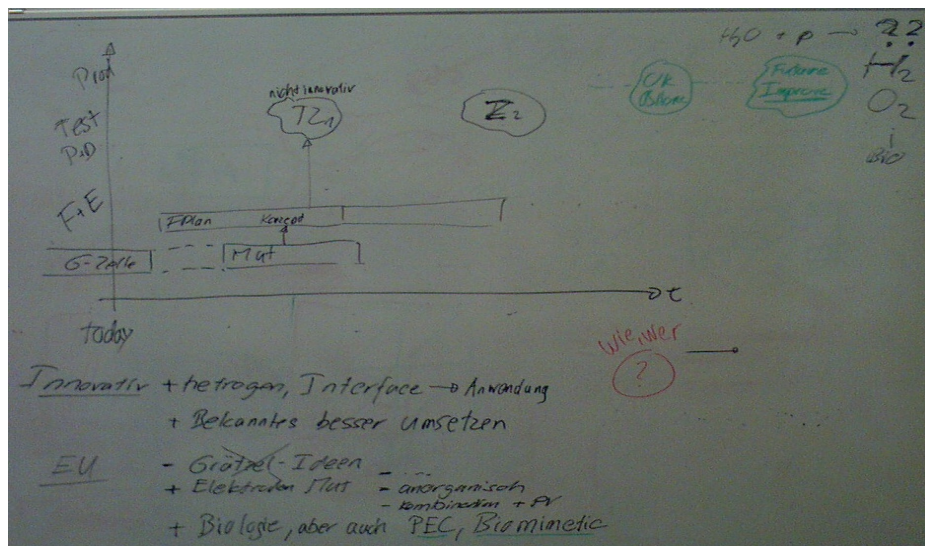 H2O + p → ??
H2
O2
Bio
Prod
Test
F+E
today
nicht innovativ
TZ1
Z2
OK
Future
Improve
FPlan Konzept
G-Zelle
Mat
t
wie, wer
?
Innovativ + hetrogen, Interface → Anwendung
+ Bekanntes besser umsetzen
EU
- Grätzel-Ideen
+ Elektroden Mat
- ...
- anorganisch
- Kombination + PV
+ Biologie, aber auch PEC, Biomimetic